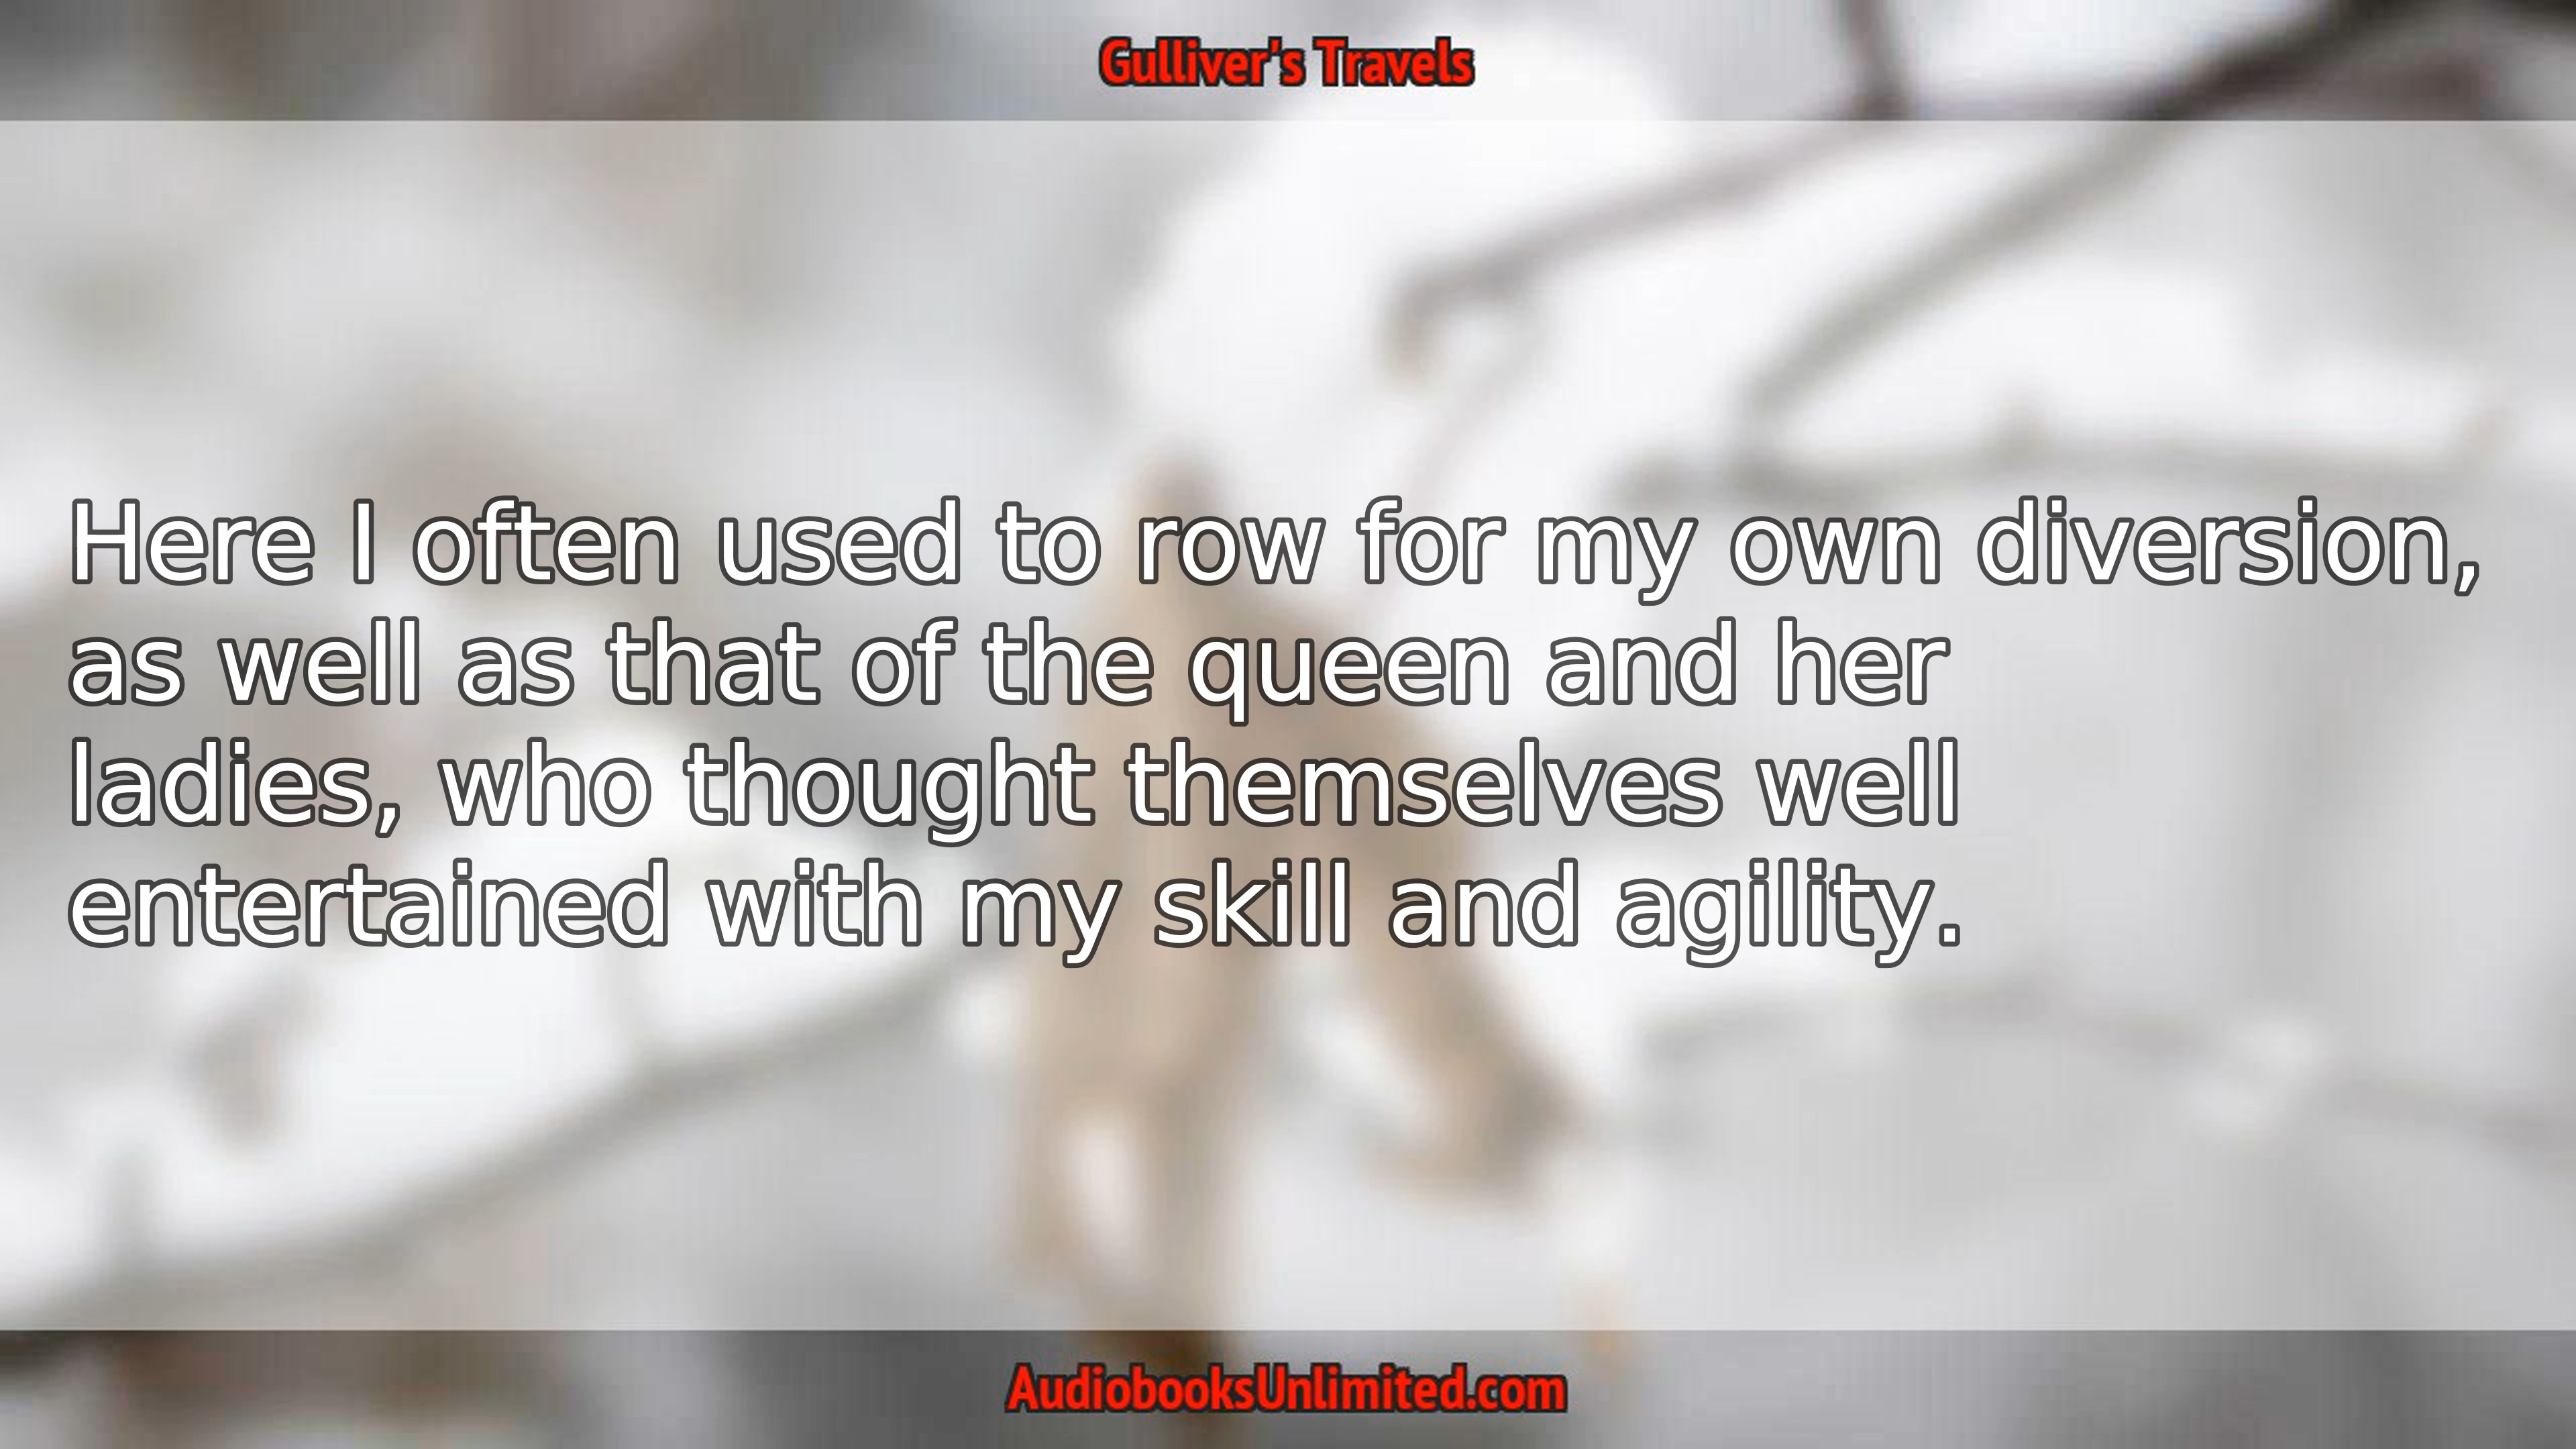 Gulliver's Travels
Here I often used to row for my own diversion,
as well as that of the queen and her
ladies, who thought themselves well
entertained with my skill and agility.
AudiobooksUnlimited.com